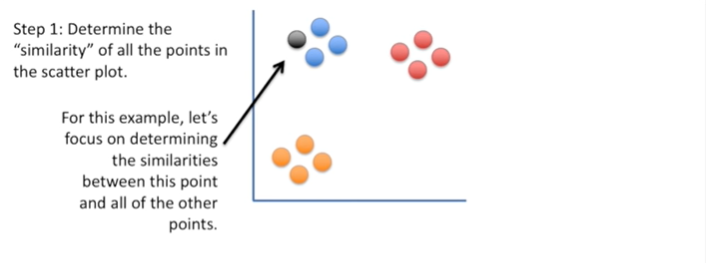 Step 1: Determine the
“similarity” of all the points in
the scatter plot.
For this example, let’s
focus on determining
the similarities
between this point
and all of the other
points.